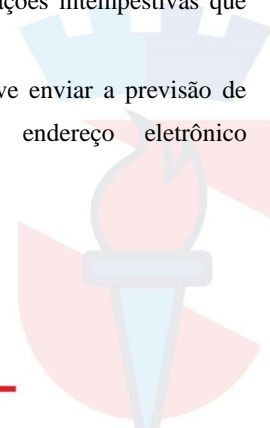 ações intempestivas que
ve enviar a previsão de
endereço eletrônico